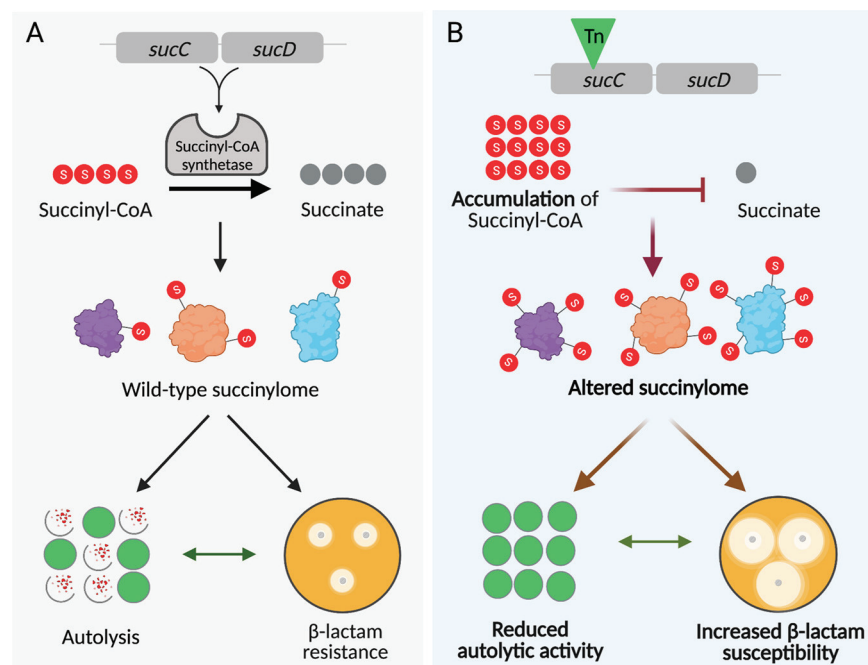 A
sucC
sucD
Succinyl-CoA
synthetase
S S S S
Succinyl-CoA
Succinate
S
S
S
S
Wild-type succinylome
Autolysis
β-lactam
resistance
B
Tn
sucC
sucD
S S S S
S S S S
S S S S
Accumulation of
Succinyl-CoA
Succinate
S
S
S
S
S
S
S
S
S
S
S
S
S
Altered succinylome
Reduced
autolytic activity
Increased β-lactam
susceptibility